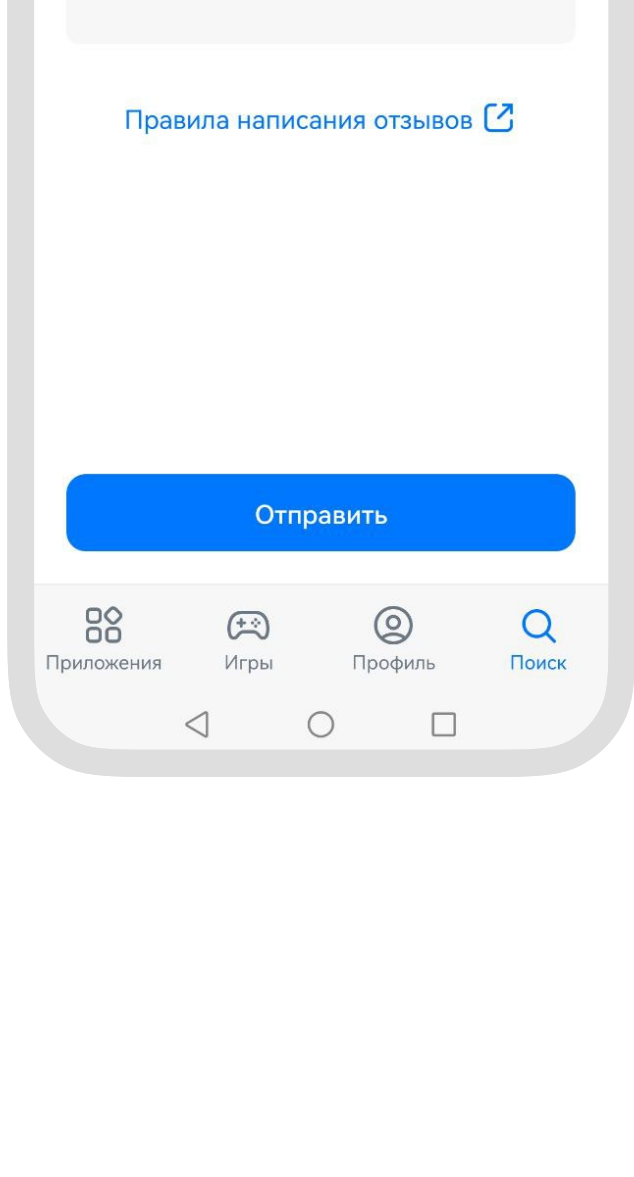 Правила написания отзывов
Отправить
Приложения Игры Профиль Поиск